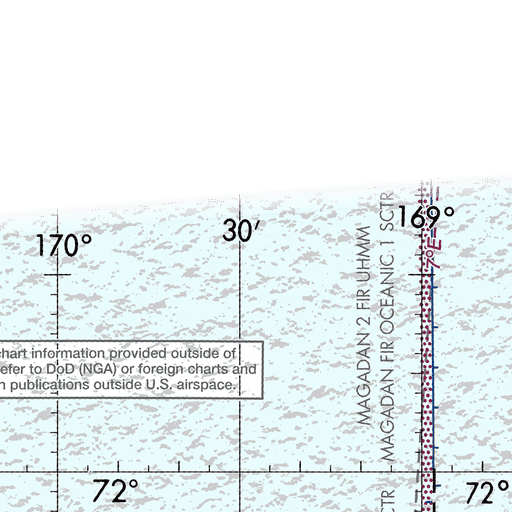 169°
30′
170°
7°E
MAGADAN 2 FIR UHMM
MAGADAN FIR OCEANIC 1 SCTR
chart information provided outside of
efer to DoD (NGA) or foreign charts and
n publications outside U.S. airspace.
72°
72°
CTR